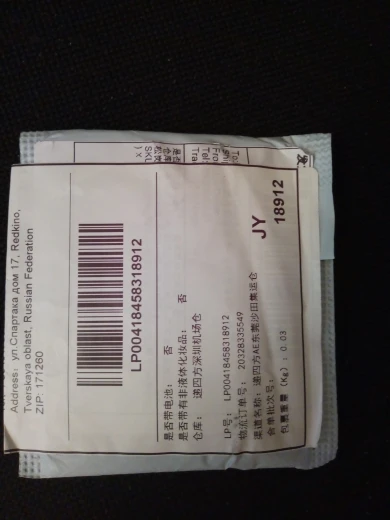 Address: ул Спартака дом 17, Redkino,
Tverskaya oblast, Russian Federation
ZIP: 171260
LP00418458318912
是否带电池: 否
是否带有非液体化妆品: 否
仓库: 递四方深圳机场仓
LP号: LP00418458318912
物流订单号: 20328335549
渠道名称: 递四方AE东莞沙田集运仓
合单批次号:
包裹重量 (Kg): 0.03
JY
18912